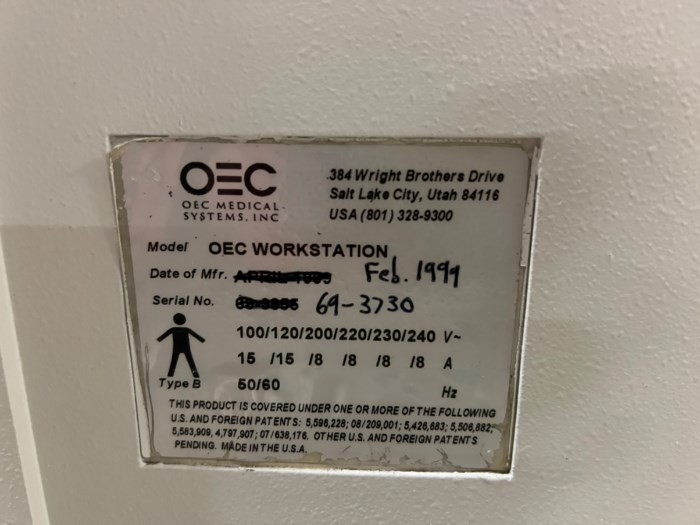 OEC
OEC MEDICAL
SYSTEMS, INC
384 Wright Brothers Drive
Salt Lake City, Utah 84116
USA (801) 328-9300
Model OEC WORKSTATION
Date of Mfr. Feb. 1999
Serial No. 69-3730
100/120/200/220/230/240 V~
15 /15 /8 /8 /8 /8 A
Type B 50/60 Hz
THIS PRODUCT IS COVERED UNDER ONE OR MORE OF THE FOLLOWING
U.S. AND FOREIGN PATENTS: 5,596,228; 08/209,001; 5,426,683; 5,506,882;
5,583,909, 4,797,907; 07/636,176. OTHER U.S. AND FOREIGN PATENTS
PENDING. MADE IN THE U.S.A.